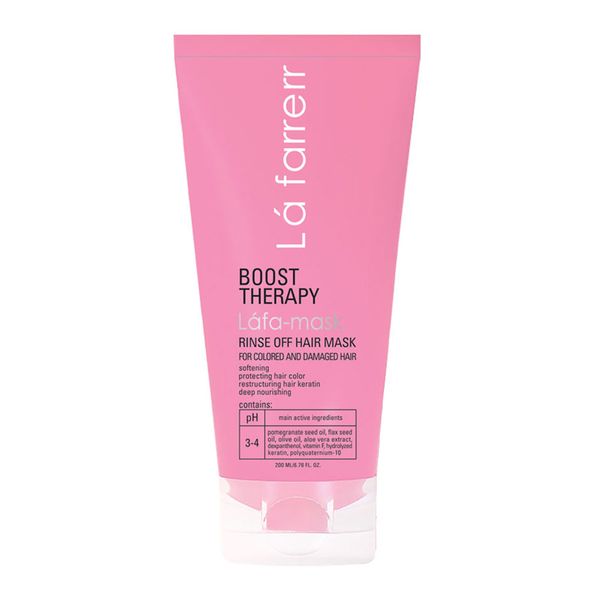 Lá farrerr
BOOST
THERAPY
Láfa-mask
RINSE OFF HAIR MASK
FOR COLORED AND DAMAGED HAIR
softening
protecting hair color
restructuring hair keratin
deep nourishing
contains:
pH
main active ingredients
3-4
pomegranate seed oil, flax seed
oil, olive oil, aloe vera extract,
dexpanthenol, vitamin F, hydrolyzed
keratin, polyquaternium-10
200 ML/6.76 FL. OZ.